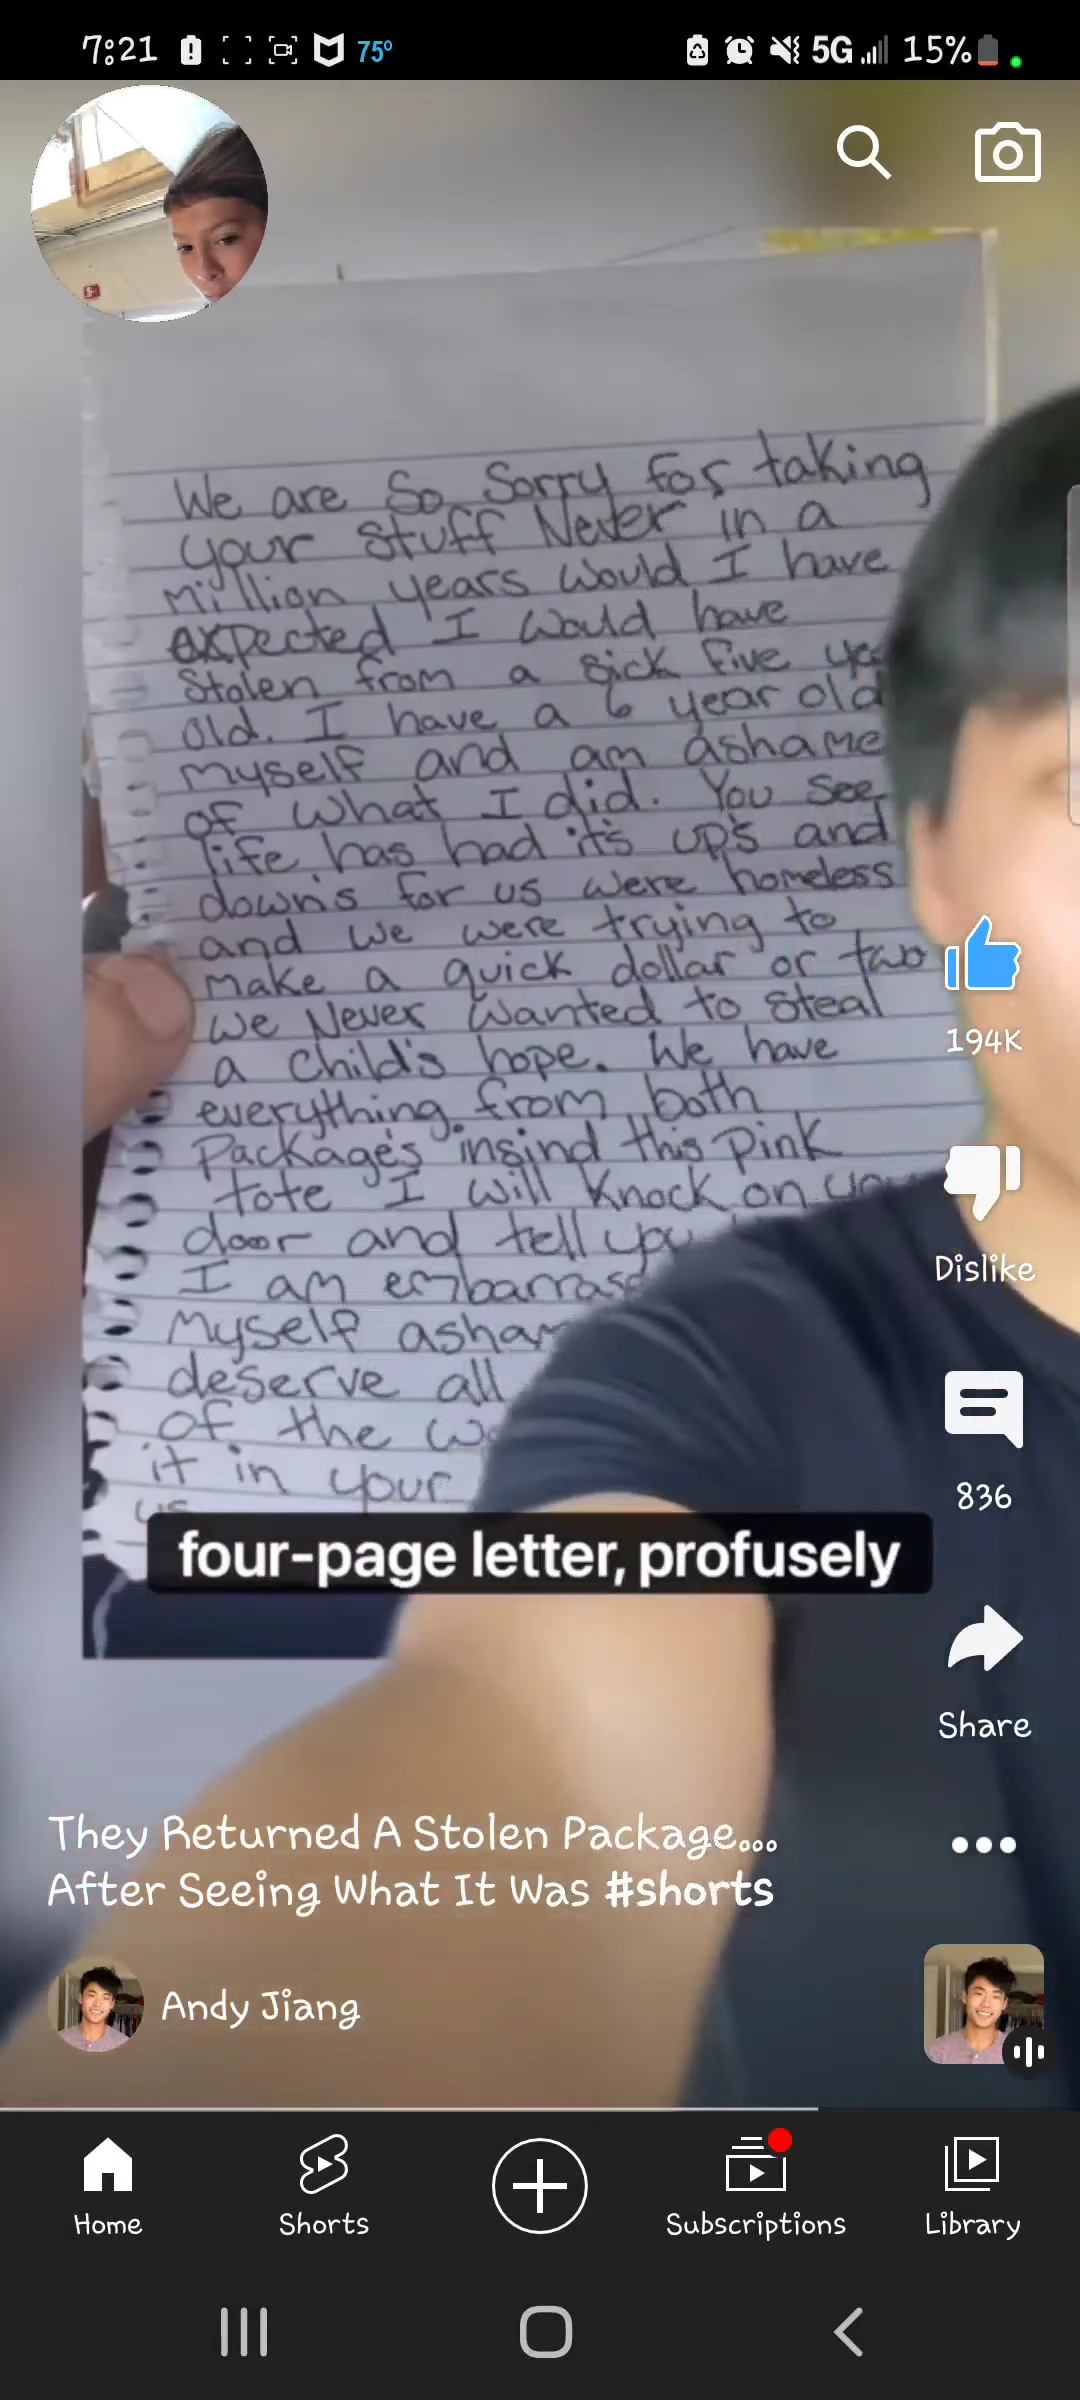 7:21 75° 5G 15%
We are So Sorry for taking
your Stuff Never in a
million years would I have
expected I would have
Stolen from a sick five
old. I have a 6 year old
myself and am ashame
of what I did. You see
life has had it's up's and
down's for us were homeless
and we were trying to
make a quick dollar or two
we Never wanted to steal
a Child's hope. We have
everything from both
Package's insind this Pink
tote I will Knock on
door and tell you
I am embarrass
Myself asham
deserve all
of the
it in your
us
194K
Dislike
836
four-page letter, profusely
Share
They Returned A Stolen Package...
After Seeing What It Was #shorts
Andy Jiang
Home Shorts Subscriptions Library